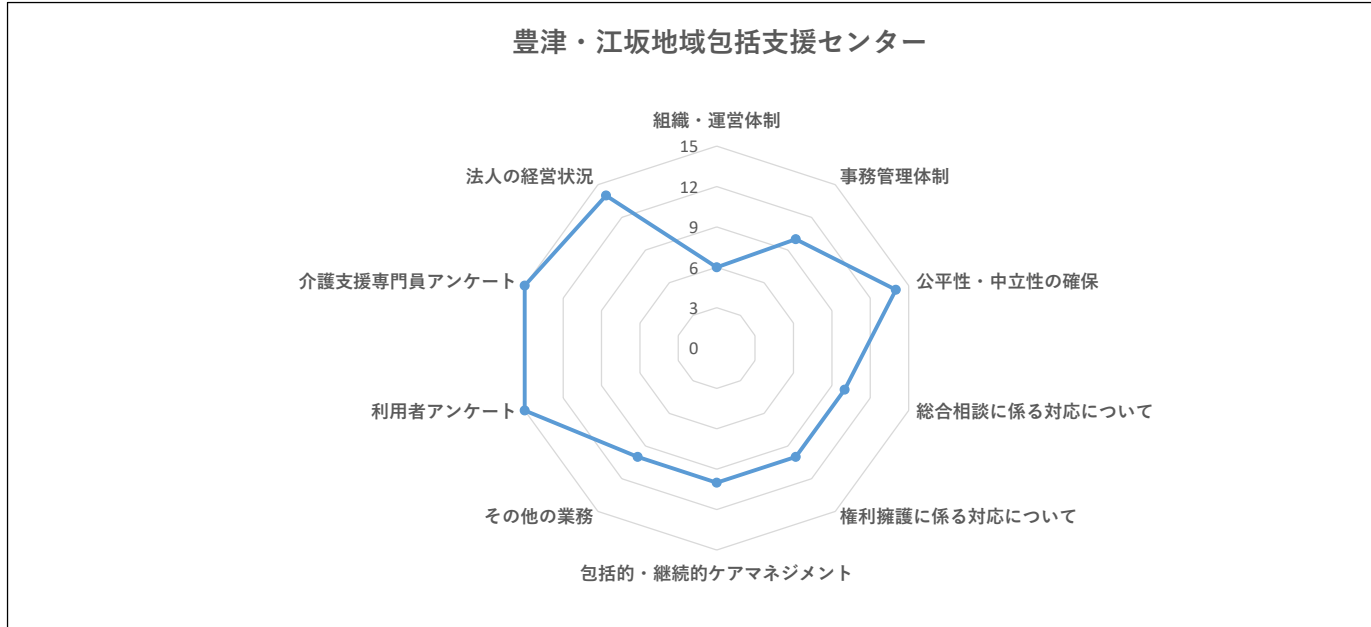 豊津・江坂地域包括支援センター
組織・運営体制
15
法人の経営状況
事務管理体制
12
9
介護支援専門員アンケート
6
公平性・中立性の確保
3
0
利用者アンケート
総合相談に係る対応について
その他の業務
権利擁護に係る対応について
包括的・継続的ケアマネジメント